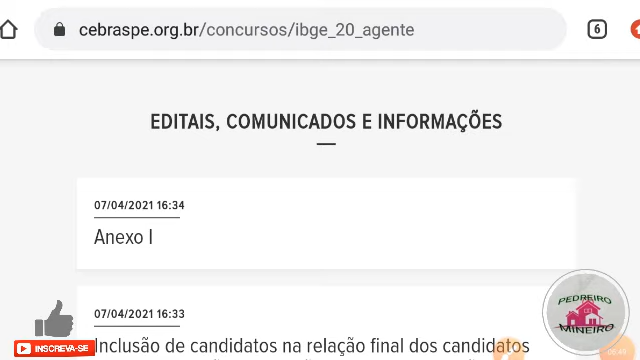 cebraspe.org.br/concursos/ibge_20_agente
6
EDITAIS, COMUNICADOS E INFORMAÇÕES
07/04/2021 16:34
Anexo I
07/04/2021 16:33
Inclusão de candidatos na relação final dos candidatos
PEDREIRO
MINEIRO
INSCREVA-SE